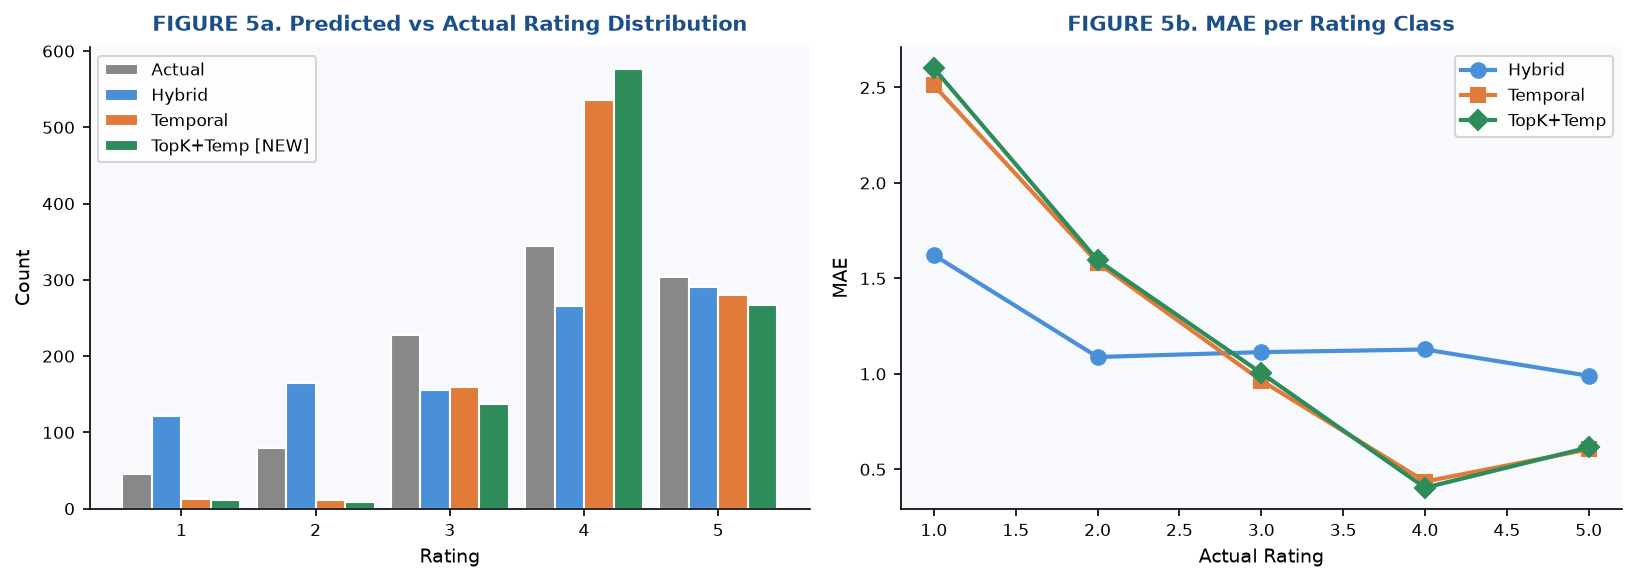 FIGURE 5a. Predicted vs Actual Rating Distribution
600
500
400
300
200
100
0
Count
Actual
Hybrid
Temporal
TopK+Temp [NEW]
1 2 3 4 5
Rating
FIGURE 5b. MAE per Rating Class
2.5
2.0
1.5
1.0
0.5
MAE
Hybrid
Temporal
TopK+Temp
1.0 1.5 2.0 2.5 3.0 3.5 4.0 4.5 5.0
Actual Rating